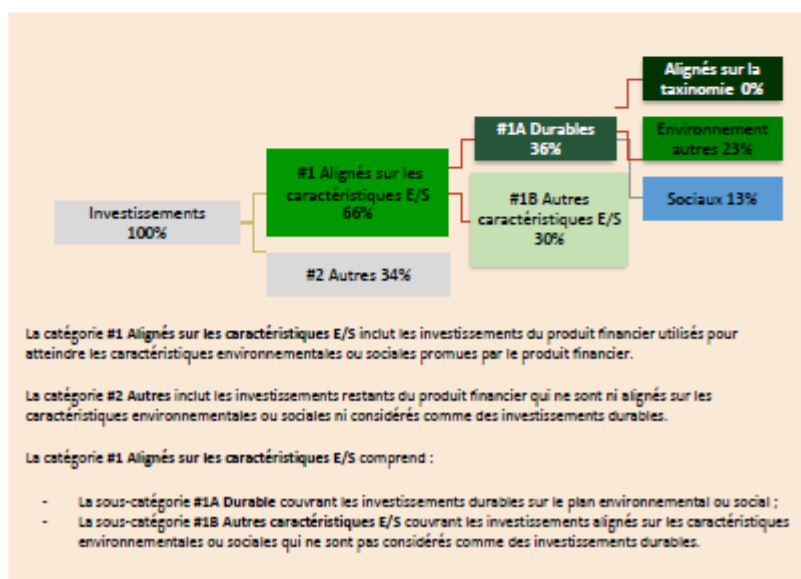 Alignés sur la
taxinomie 0%
#1A Durables
36%
Environnement
autres 23%
#1 Alignés sur les
caractéristiques E/S
66%
#1B Autres
caractéristiques E/S
30%
Sociaux 13%
Investissements
100%
#2 Autres 34%
La catégorie #1 Alignés sur les caractéristiques E/S inclut les investissements du produit financier utilisés pour
atteindre les caractéristiques environnementales ou sociales promues par le produit financier.
La catégorie #2 Autres inclut les investissements restants du produit financier qui ne sont ni alignés sur les
caractéristiques environnementales ou sociales ni considérés comme des investissements durables.
La catégorie #1 Alignés sur les caractéristiques E/S comprend :
- La sous-catégorie #1A Durable couvrant les investissements durables sur le plan environnemental ou social ;
- La sous-catégorie #1B Autres caractéristiques E/S couvrant les investissements alignés sur les caractéristiques
environnementales ou sociales qui ne sont pas considérés comme des investissements durables.